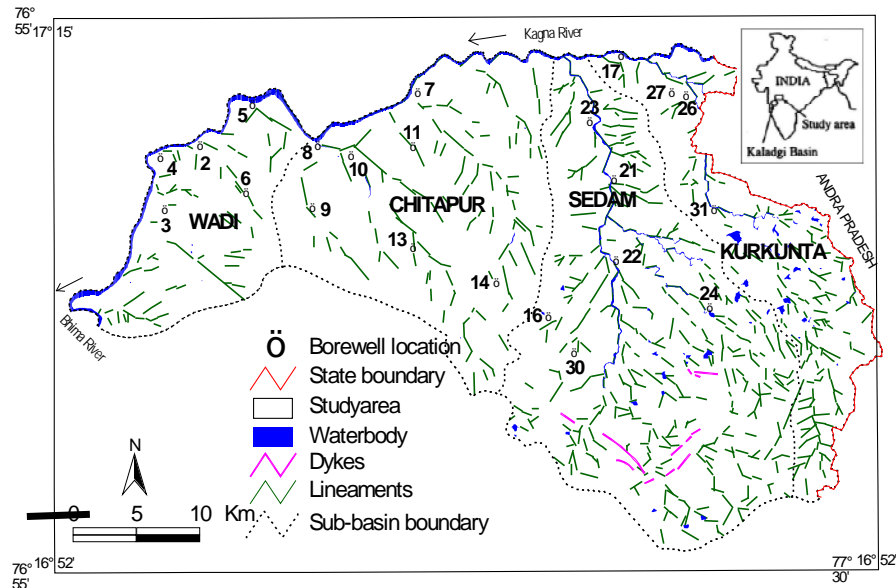 76
55' 17° 15'
Kagna River
INDIA
Study area
Kaladgi Basin
17
27
26
7
5
23
11
8
2
4
10
6
21
3
WADI
9
CHITAPUR
SEDAM
31
ANDRA PRADESH
13
KURKUNTA
22
14
24
16
Bhima River
30
Ö Borewell location
State boundary
Studyarea
Waterbody
Dykes
Lineaments
Sub-basin boundary
N
0 5 10 Km
76° 16° 52'
55'
77° 16° 52'
30'